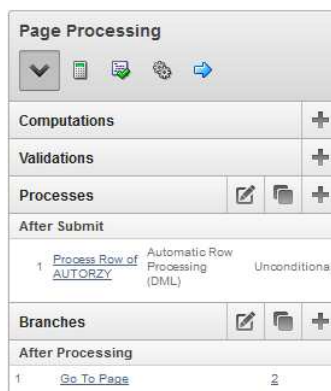 Page Processing
Computations
Validations
Processes
After Submit
1 Process Row of AUTORZY Automatic Row Processing (DML) Unconditional
Branches
After Processing
1 Go To Page 2